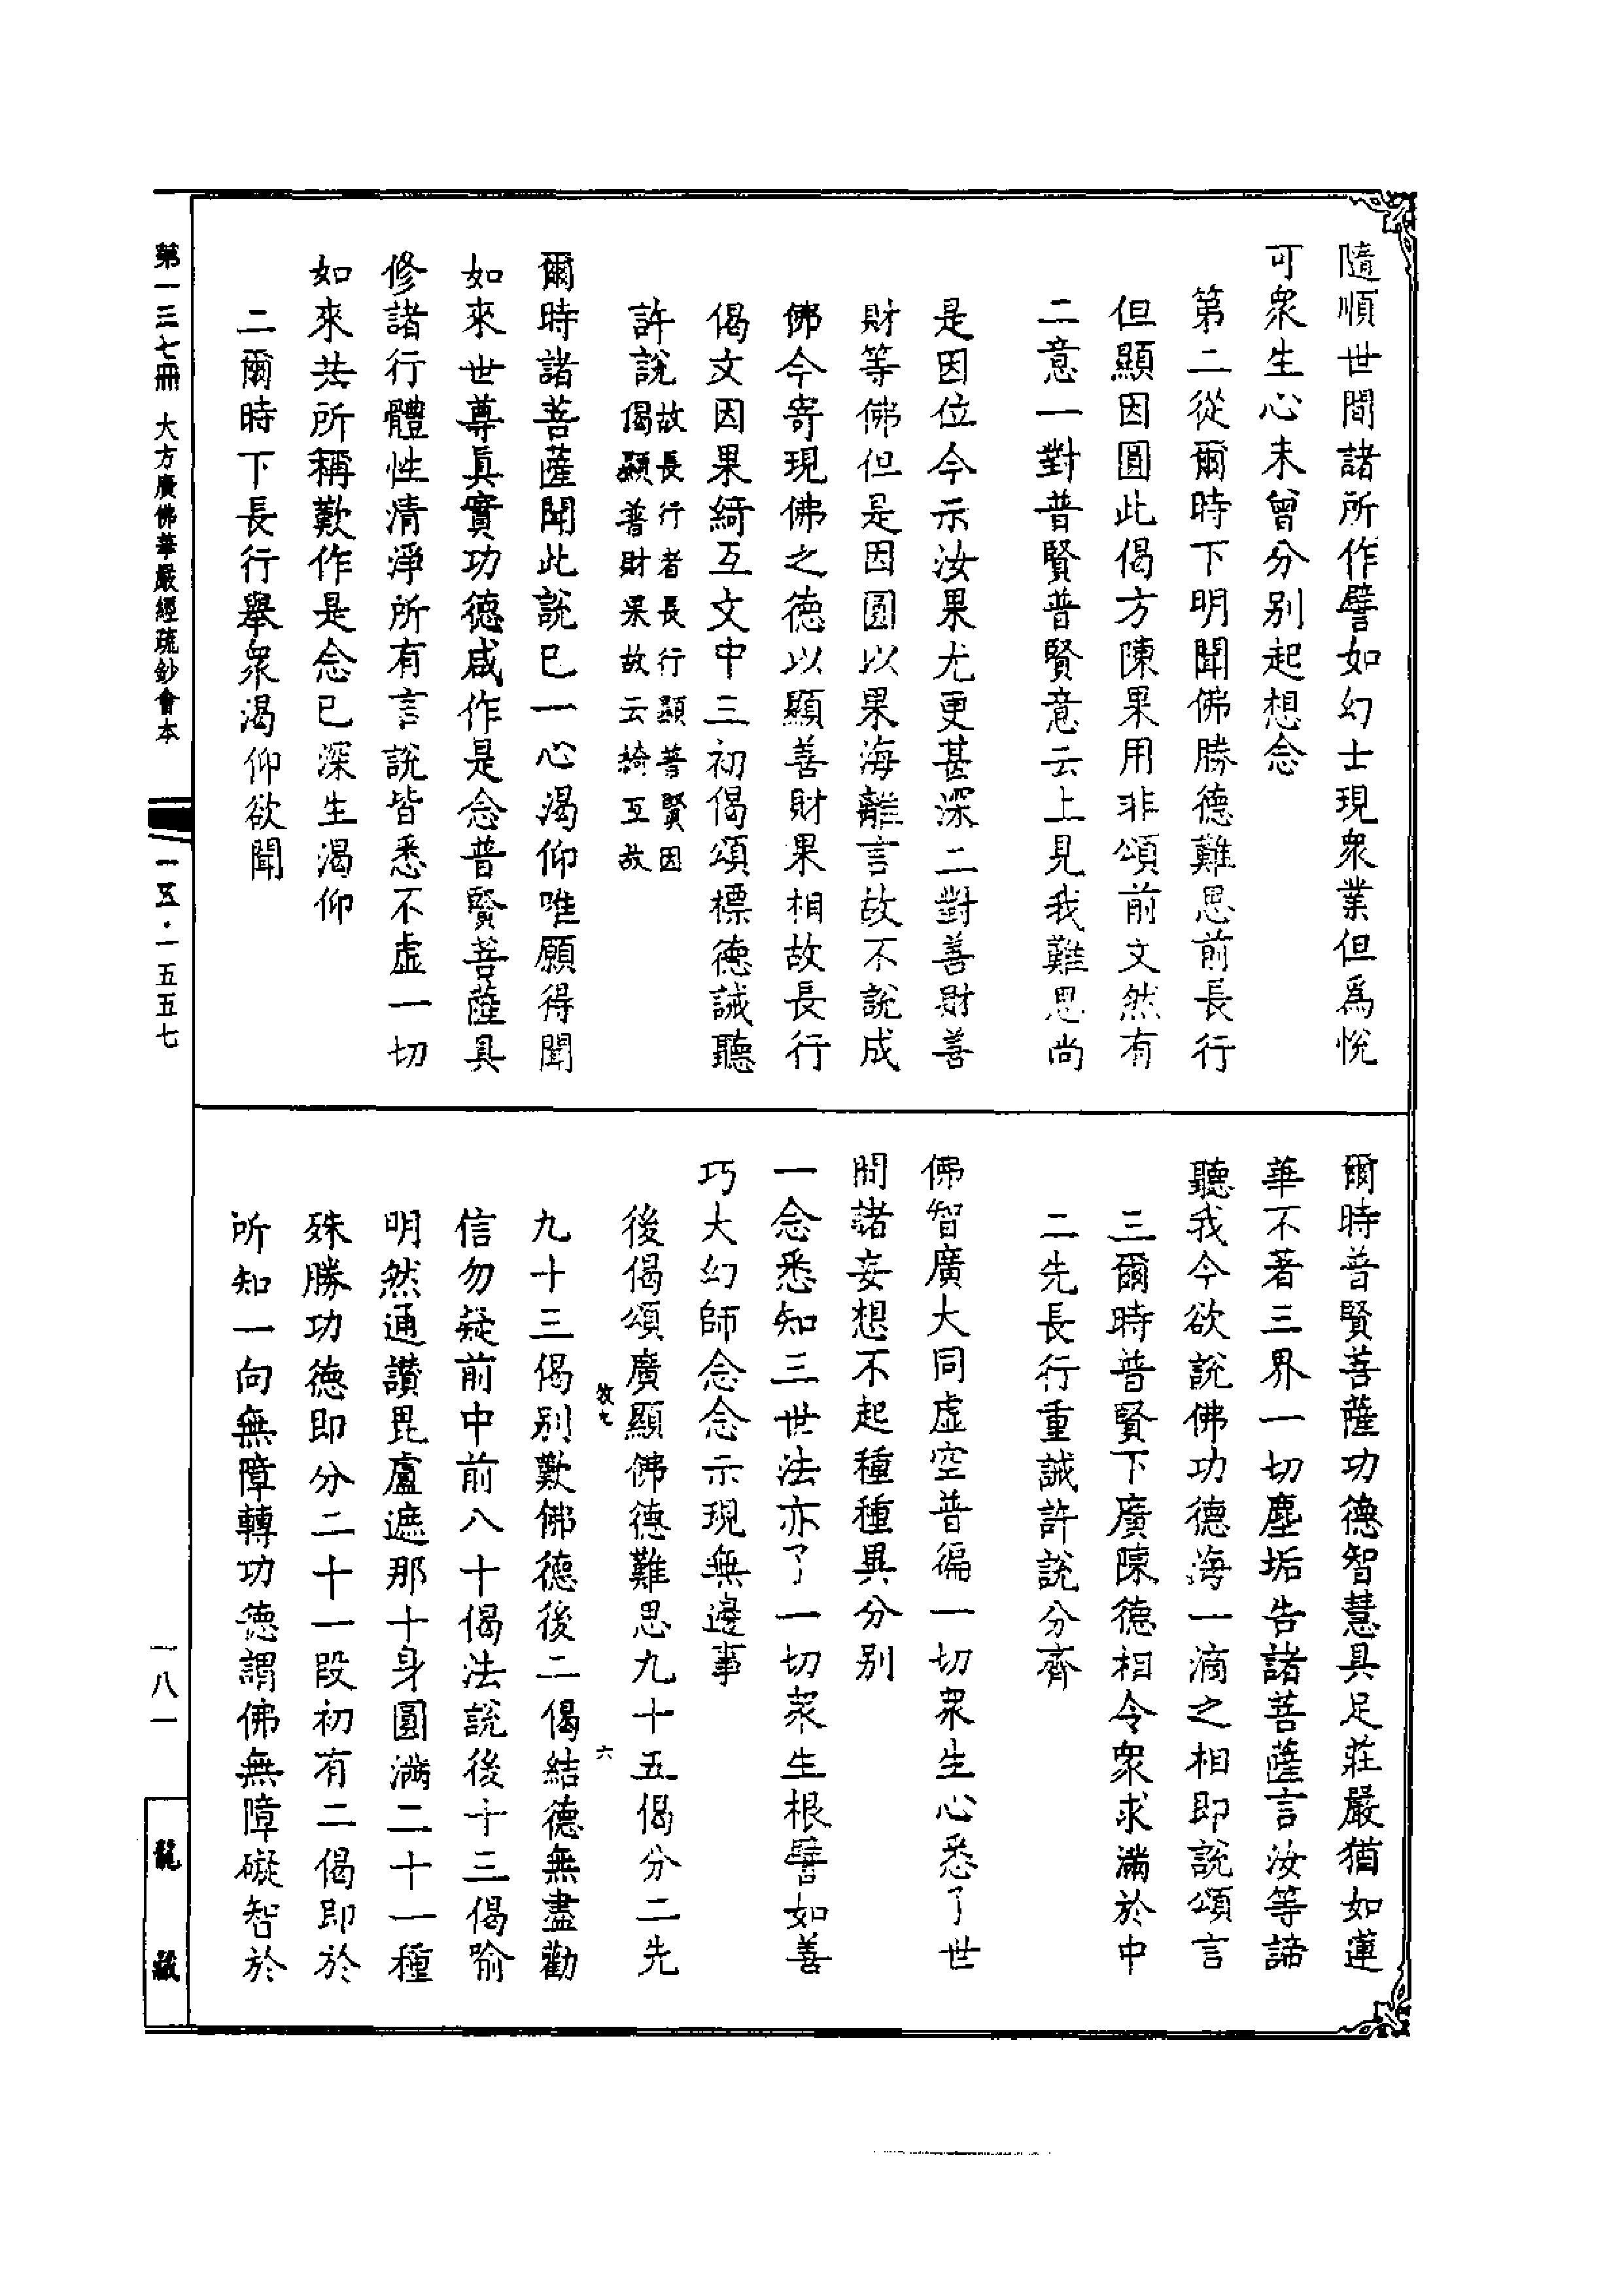 隨順世間諸所作譬如幻士現衆業但爲悅
可衆生心未曾分別起想念
第二從爾時下明聞佛勝德難思前長行
但顯因圓此偈方陳果用非頌前文然有
二意一對普賢普賢意云上見我難思尚
是因位今示汝果尤更甚深二對善財善
財等佛但是因圓以果海離言故不說成
佛今寄現佛之德以顯善財果相故長行
偈文因果綺互文中三初偈頌標德誡聽
許說故長行者長行顯普賢因
偈顯善財果故云綺互故
爾時諸菩薩聞此說已一心渴仰唯願得聞
如來世尊眞實功德咸作是念普賢菩薩具
修諸行體性清淨所有言說皆悉不虛一切
如來共所稱歎作是念已深生渴仰
二爾時下長行舉衆渴仰欲聞
爾時普賢菩薩功德智慧具足莊嚴猶如蓮
華不著三界一切塵垢告諸菩薩言汝等諦
聽我今欲說佛功德海一滴之相即說頌言
三爾時普賢下廣陳德相令衆求滿於中
二先長行重誡許說分齊
佛智廣大同虛空普徧一切衆生心悉了世
間諸妄想不起種種異分別
一念悉知三世法亦了一切衆生根譬如善
巧大幻師念念示現無邊事
後偈頌廣顯佛德難思九十五偈分二先
牧九 六
九十三偈別歎佛德後二偈結德無盡勸
信勿疑前中前八十偈法說後十三偈喻
明然通讚毘盧遮那十身圓滿二十一種
殊勝功德即分二十一段初有二偈即於
所知一向無障轉功德謂佛無障礙智於
第一三七冊 大方廣佛華嚴經疏鈔會本
一五·一五五七
一八一
龍藏